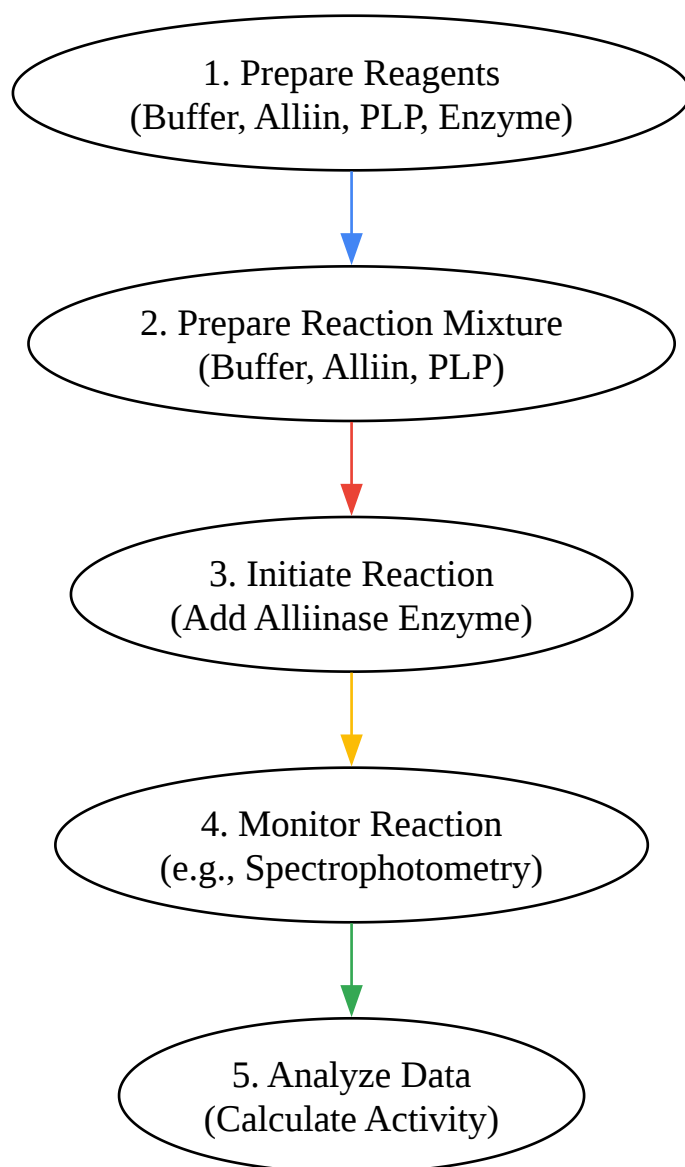 1. Prepare Reagents
(Buffer, Alliin, PLP, Enzyme)
2. Prepare Reaction Mixture
(Buffer, Alliin, PLP)
3. Initiate Reaction
(Add Alliinase Enzyme)
4. Monitor Reaction
(e.g., Spectrophotometry)
5. Analyze Data
(Calculate Activity)